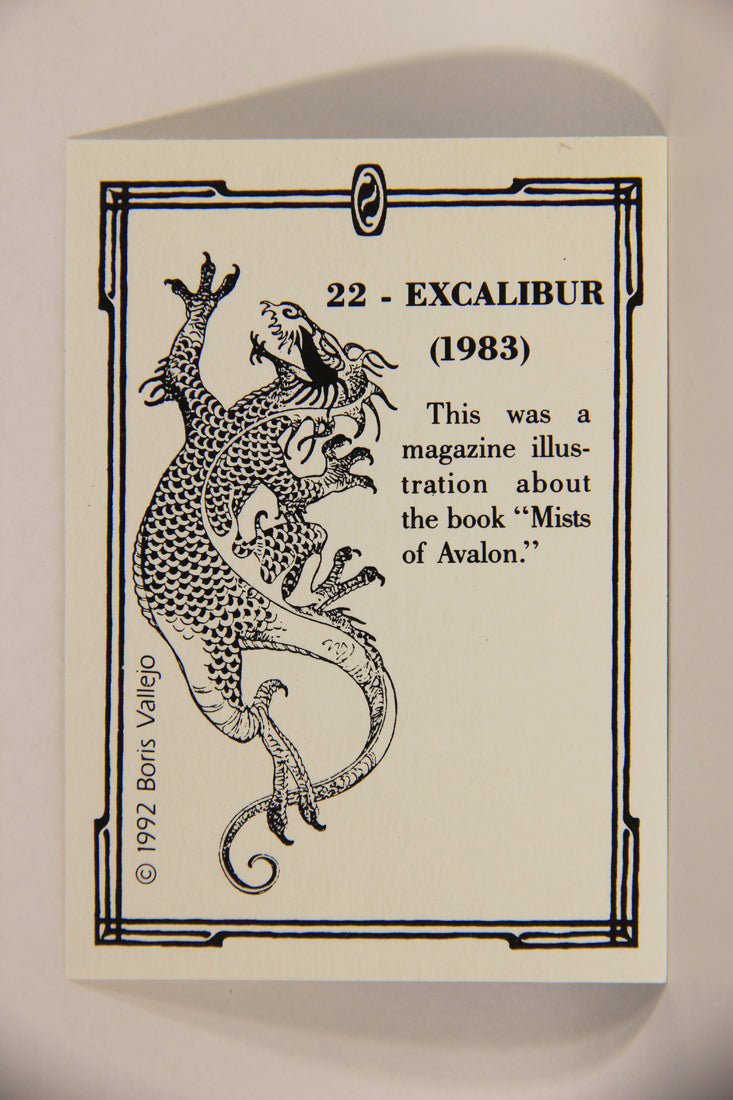 22 - EXCALIBUR
(1983)
This was a
magazine illus-
tration about
the book “Mists
of Avalon.”
© 1992 Boris Vallejo